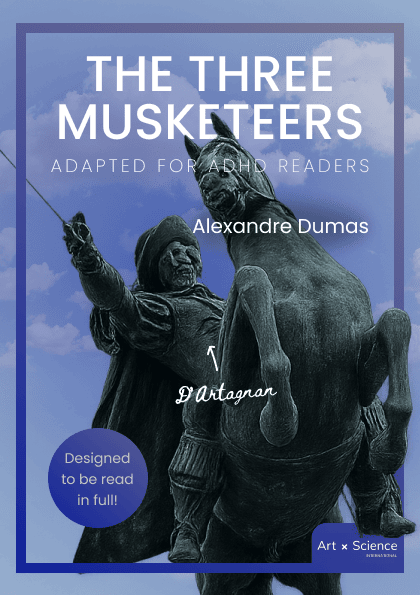 THE THREE
MUSKETEERS
ADAPTED FOR ADHD READERS
Alexandre Dumas
D'Artagnan
Designed
to be read
in full!
Art × Science